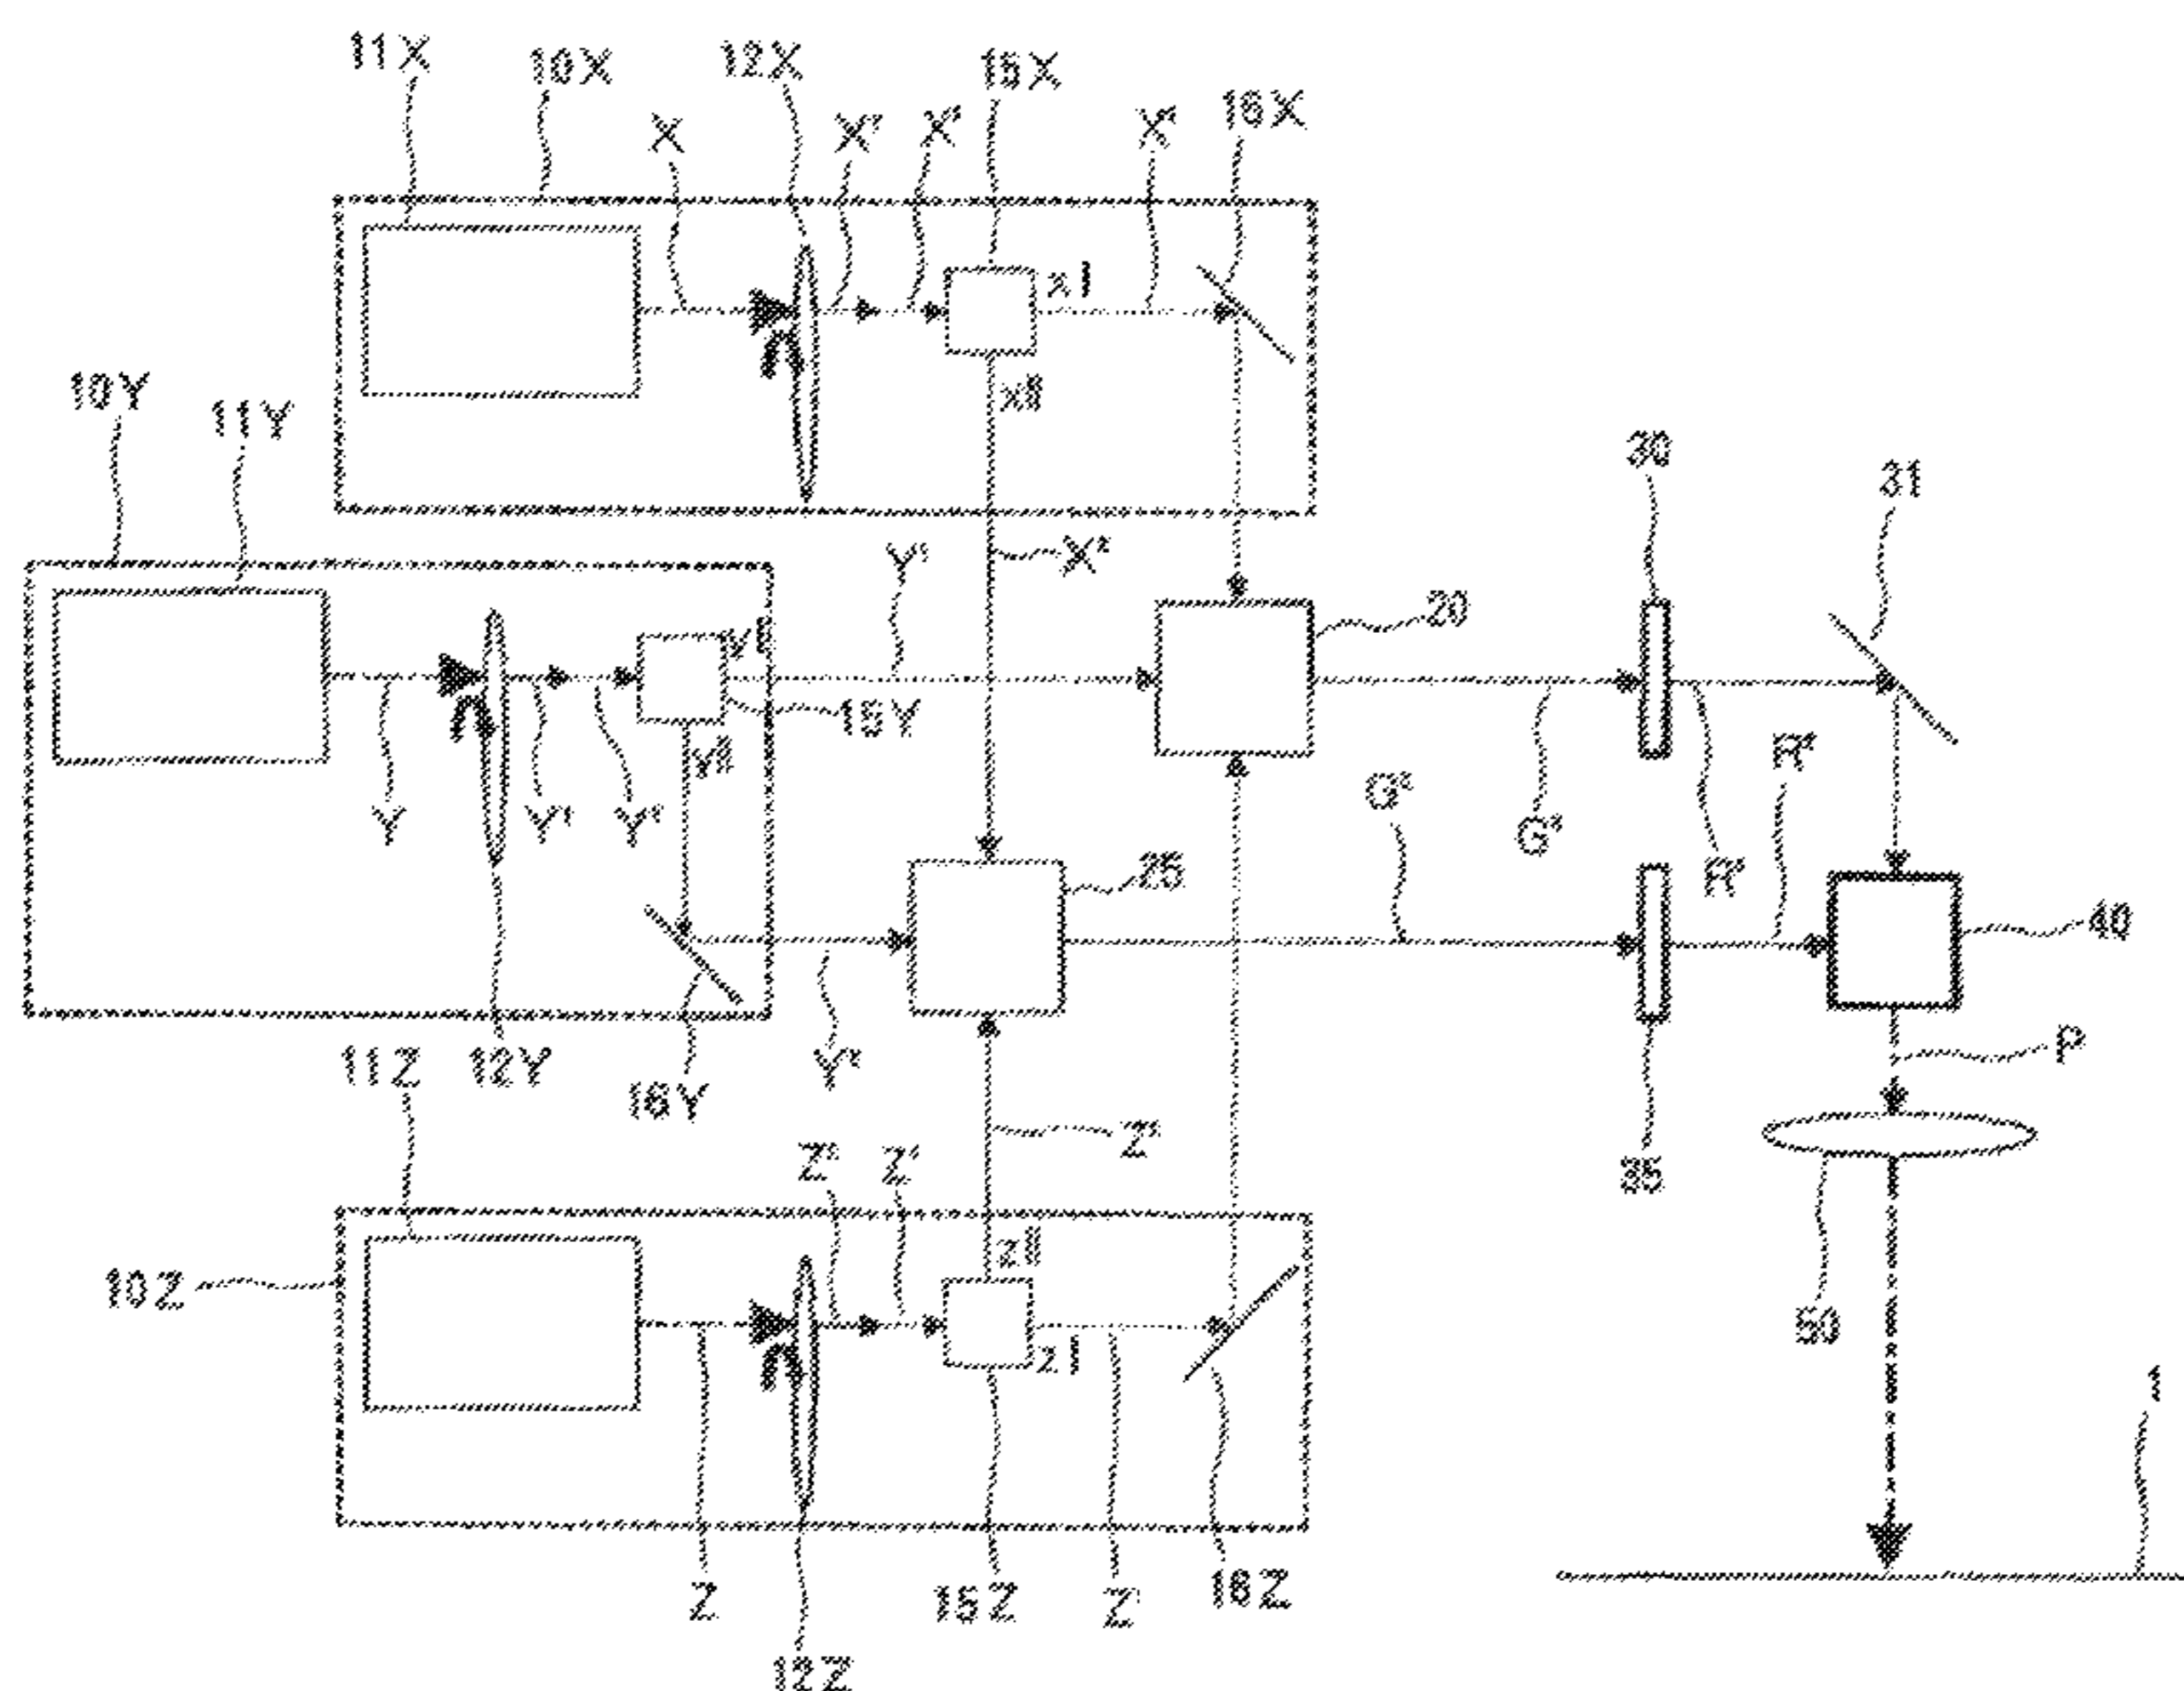 11X 10X 12X 15X 16X
X X' X' X'
x I
x II
10Y 11Y
30 31
X'
Y'
20
y I
15Y
y II
Y Y' Y'
G' G'
R' R'
25
40
11Z 12Y 16Y Y'
P
Z' Z' Z'
35
10Z
z II
z I
50
1
Z 15Z Z' 16Z
12Z